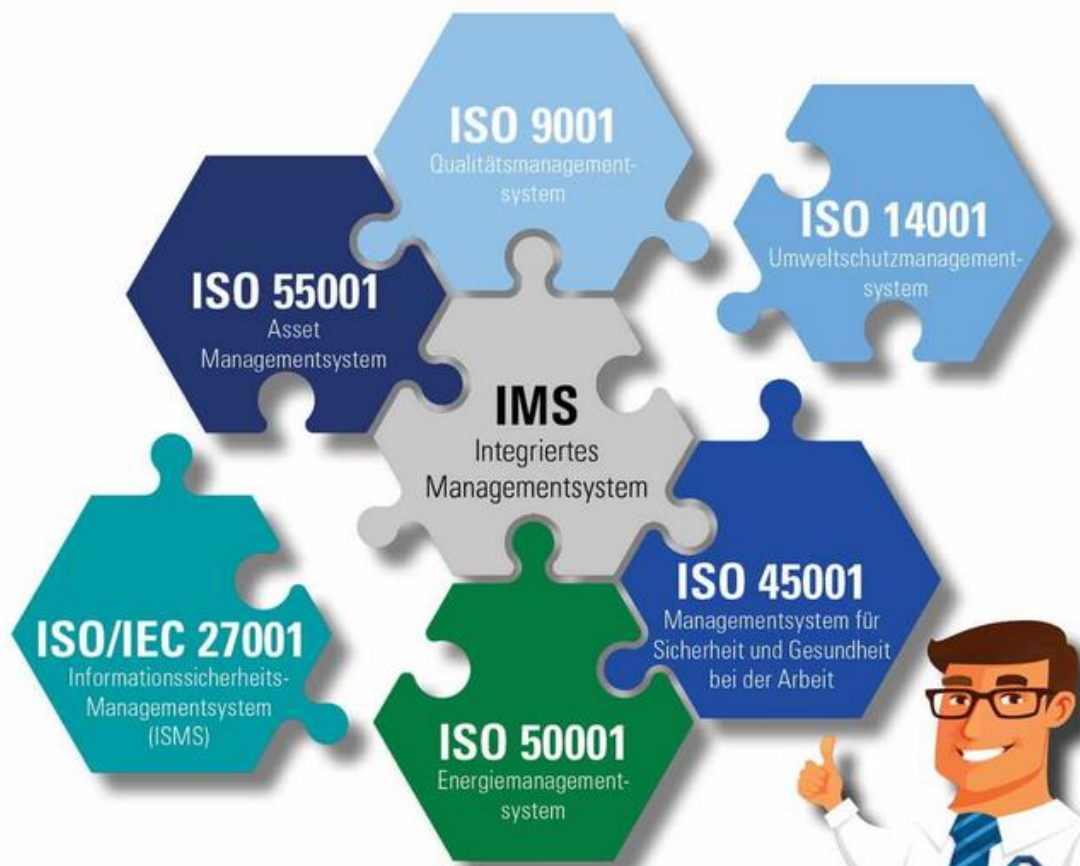 ISO 9001
Qualitätsmanagement-
system
ISO 14001
Umweltschutzmanagement-
system
ISO 55001
Asset
Managementsystem
IMS
Integriertes
Managementsystem
ISO 45001
Managementsystem für
Sicherheit und Gesundheit
bei der Arbeit
ISO/IEC 27001
Informationssicherheits-
Managementsystem
(ISMS)
ISO 50001
Energiemanagement-
system